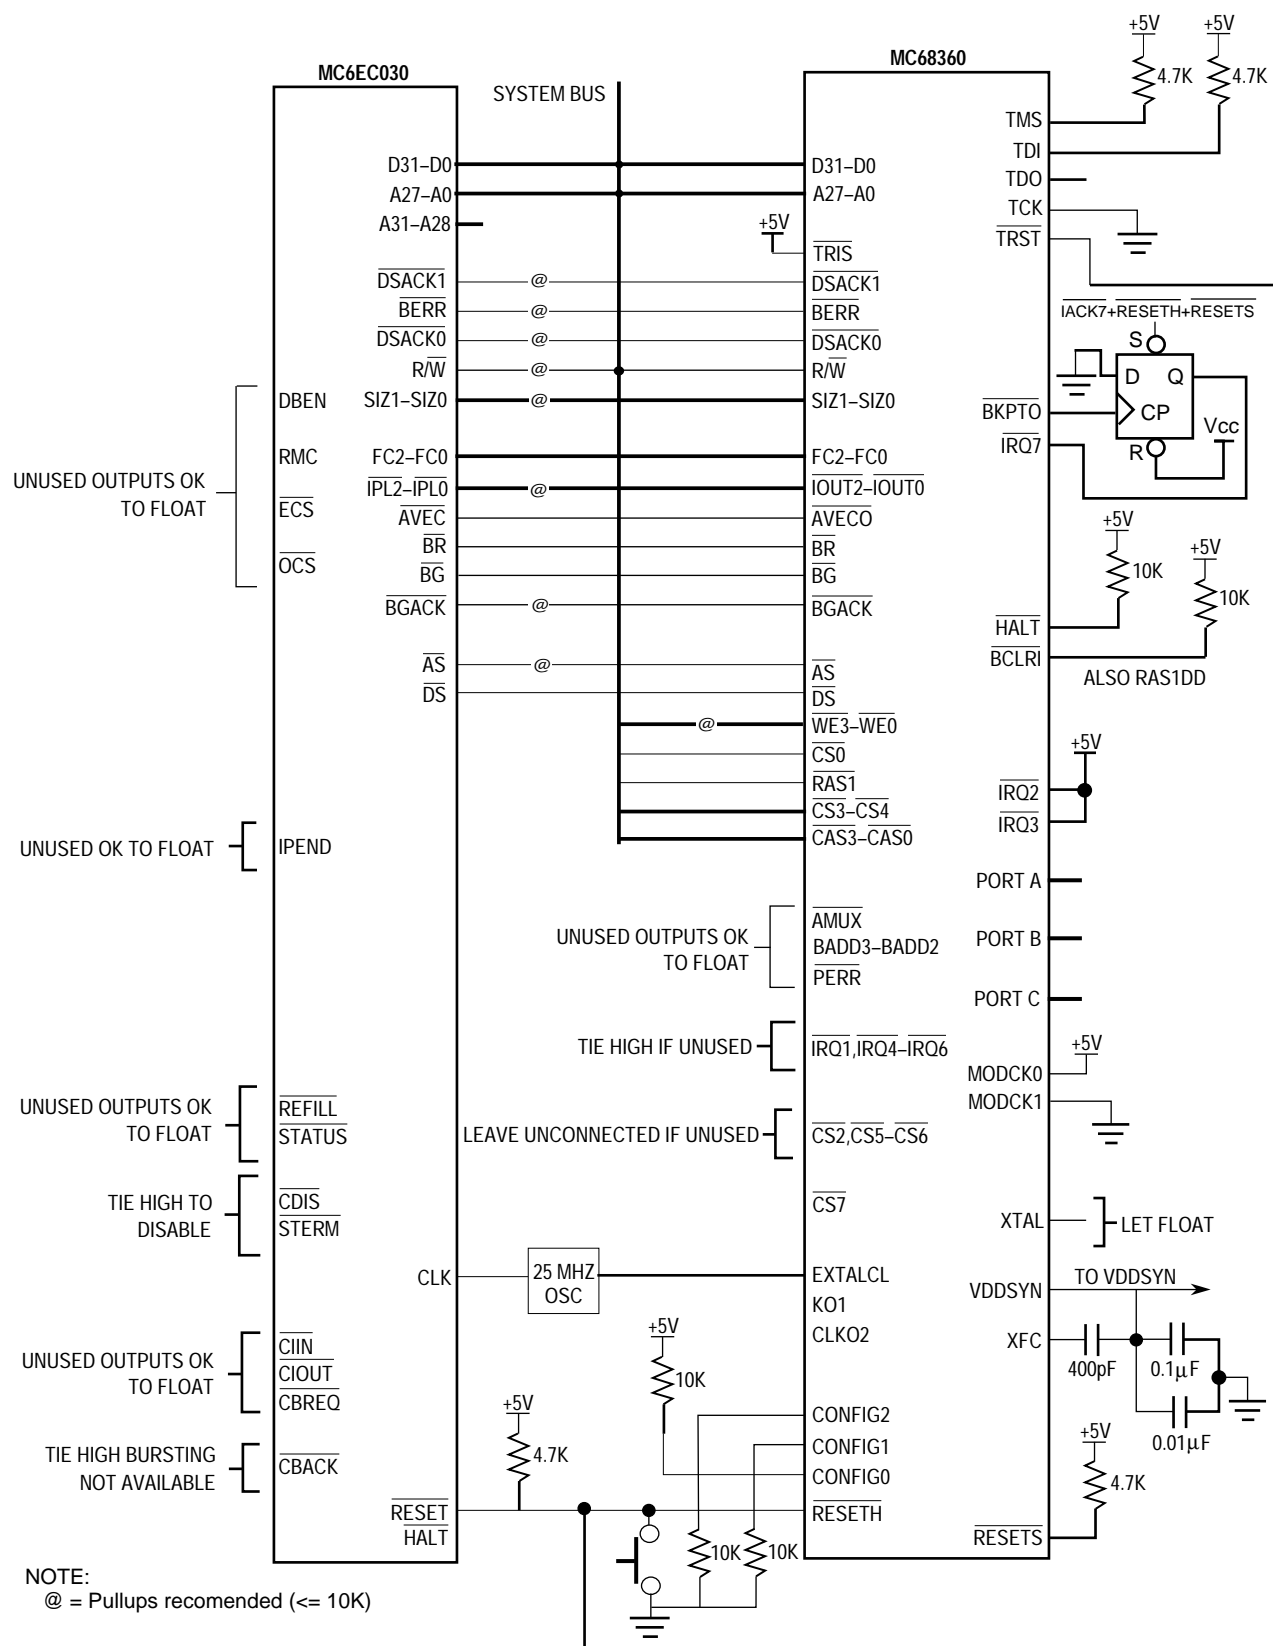 MC6EC030
MC68360
SYSTEM BUS
+5V
+5V
4.7K
4.7K
D31–D0
A27–A0
A31–A28
DSACK1
@
BERR
@
DSACK0
@
R/W
@
DBEN
SIZ1–SIZ0
@
RMC
FC2–FC0
IPL2–IPL0
@
ECS
AVEC
BR
OCS
BG
BGACK
@
AS
@
DS
@
UNUSED OUTPUTS OK
TO FLOAT
UNUSED OK TO FLOAT
IPEND
UNUSED OUTPUTS OK
TO FLOAT
REFILL
STATUS
TIE HIGH TO
DISABLE
CDIS
STERM
CLK
25 MHZ
OSC
UNUSED OUTPUTS OK
TO FLOAT
CIIN
CIOUT
CBREQ
TIE HIGH BURSTING
NOT AVAILABLE
CBACK
RESET
HALT
+5V
4.7K
+5V
10K
10K
10K
D31–D0
A27–A0
+5V
TRIS
DSACK1
BERR
DSACK0
R/W
SIZ1–SIZ0
FC2–FC0
IOUT2–IOUT0
AVECO
BR
BG
BGACK
AS
DS
WE3–WE0
CS0
RAS1
CS3–CS4
CAS3–CAS0
UNUSED OUTPUTS OK
TO FLOAT
AMUX
BADD3–BADD2
PERR
TIE HIGH IF UNUSED
IRQ1,IRQ4–IRQ6
LEAVE UNCONNECTED IF UNUSED
CS2,CS5–CS6
CS7
EXTALCL
KO1
CLKO2
CONFIG2
CONFIG1
CONFIG0
RESETH
TMS
TDI
TDO
TCK
TRST
IACK7+RESETH+RESETS
S
D
Q
CP
R
Vcc
BKPTO
IRQ7
+5V
10K
+5V
10K
HALT
BCLRI
ALSO RAS1DD
+5V
IRQ2
IRQ3
PORT A
PORT B
PORT C
MODCK0
+5V
MODCK1
XTAL
LET FLOAT
VDDSYN
TO VDDSYN
XFC
400pF
0.1µF
0.01µF
+5V
4.7K
RESETS
NOTE:
@ = Pullups recomended (<= 10K)